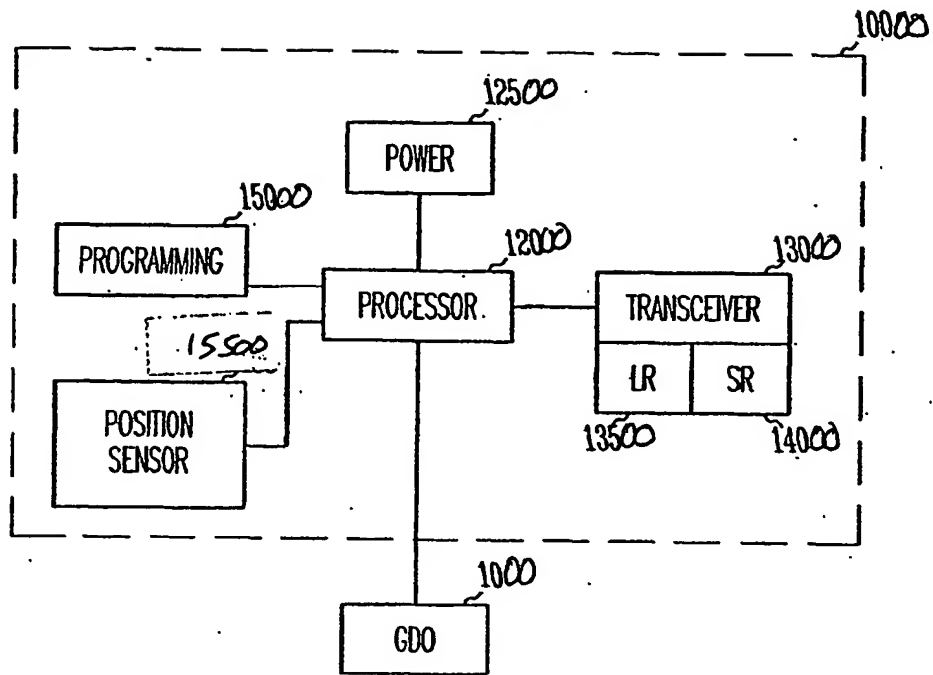 10000
12500
POWER
15000
PROGRAMMING
12000
PROCESSOR
13000
TRANSCEIVER
LR
SR
13500
14000
15500
POSITION
SENSOR
1000
GDO